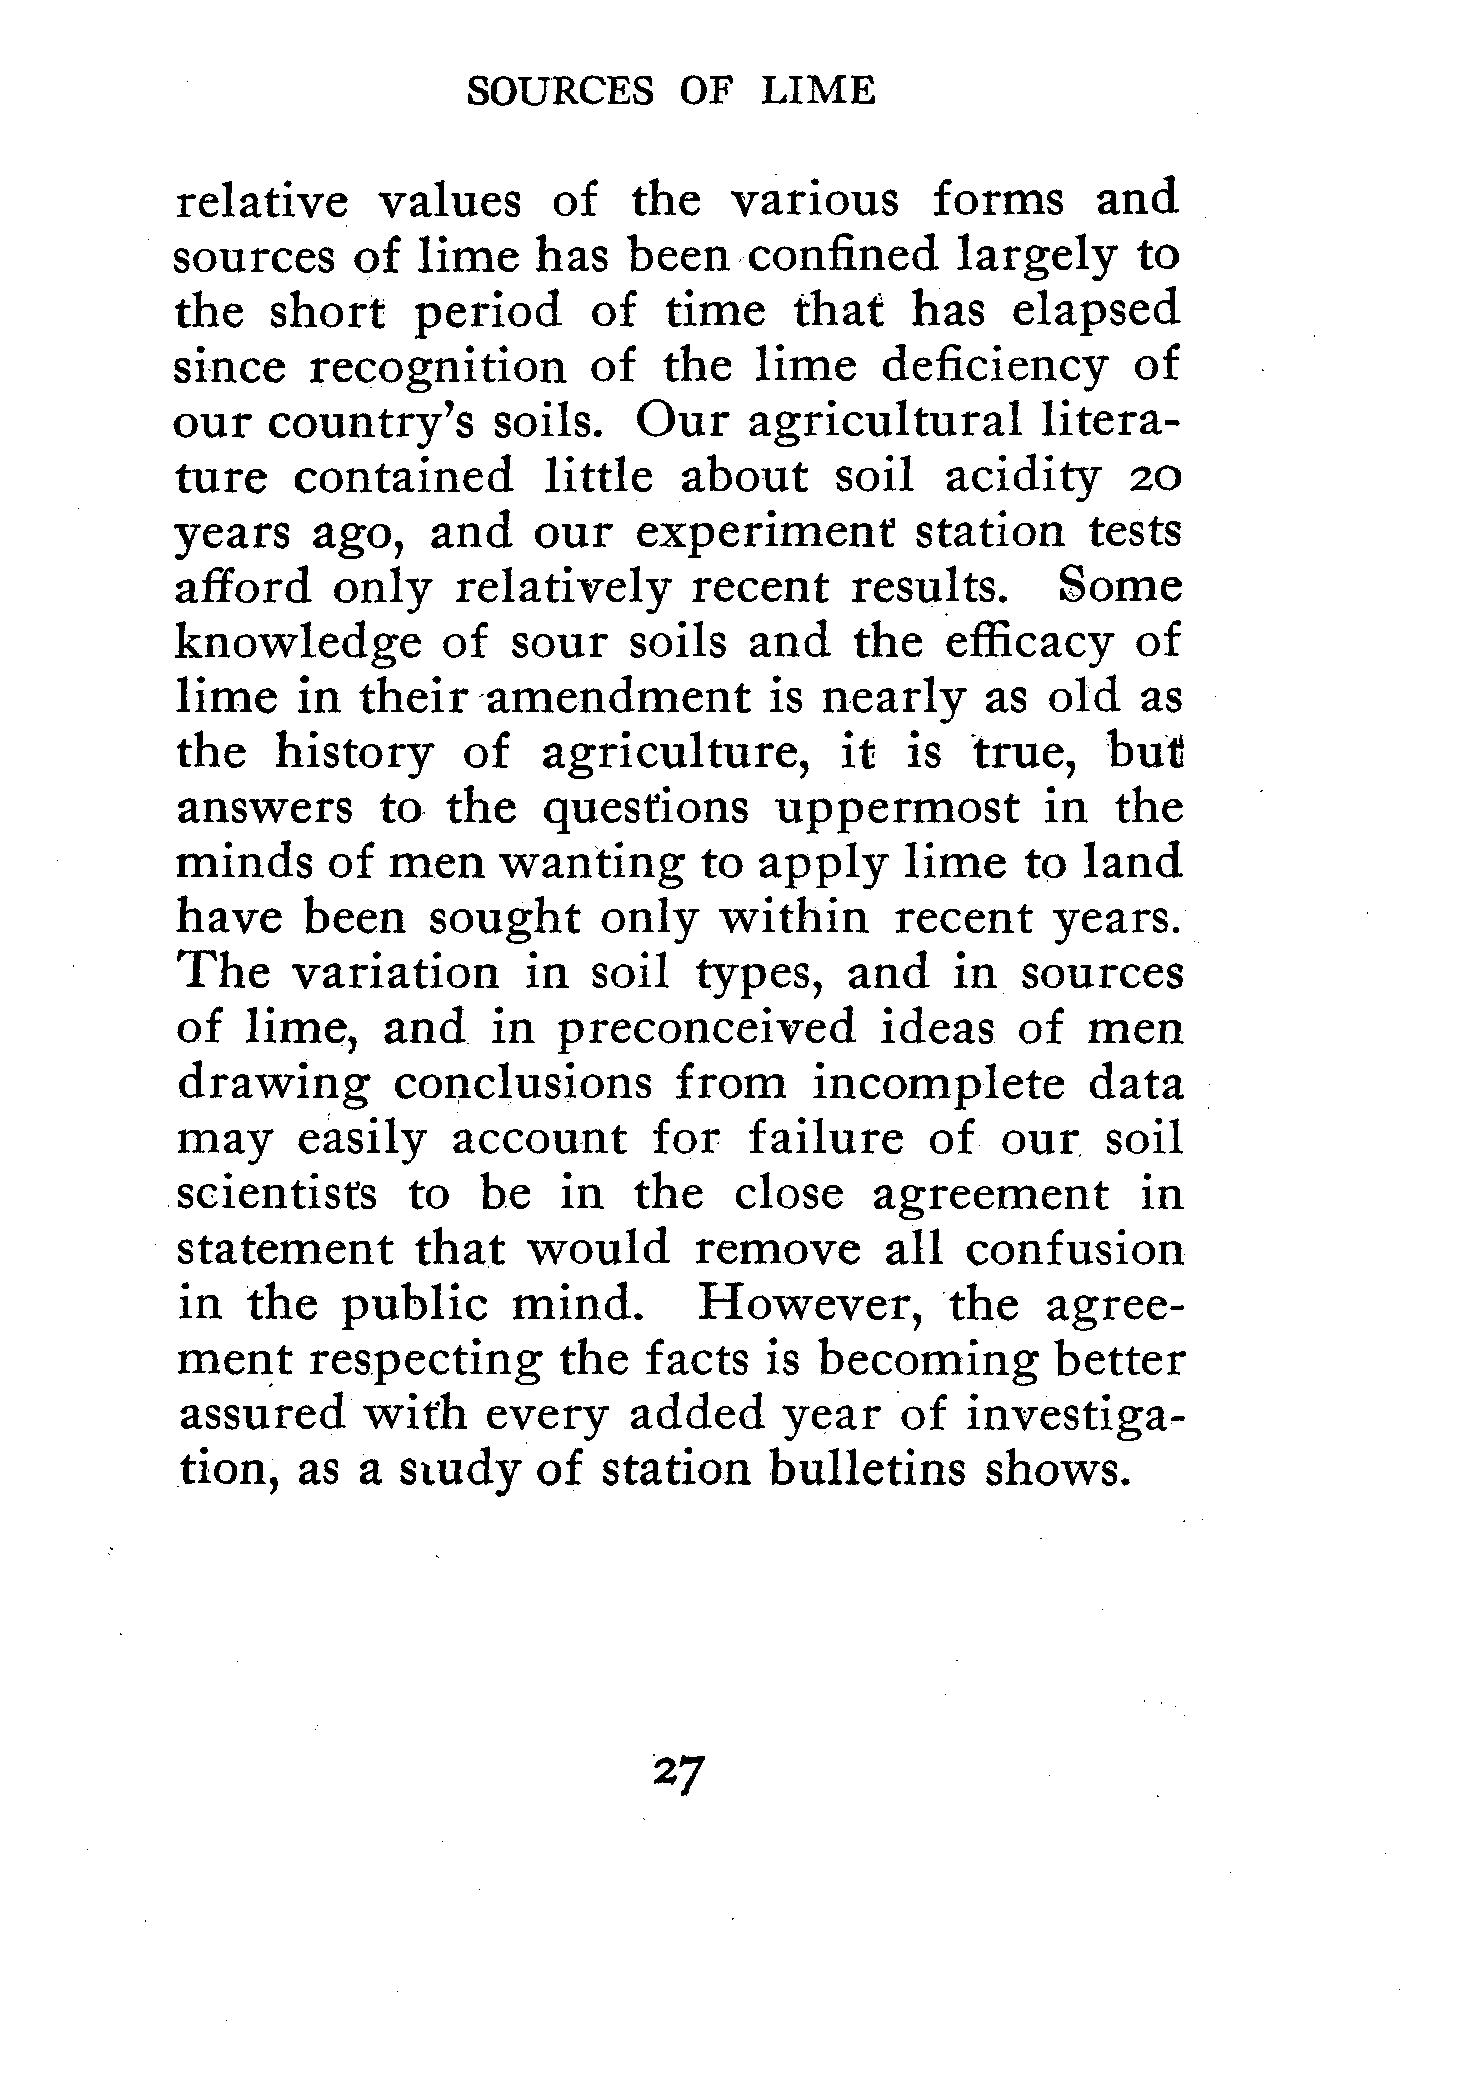 SOURCES OF LIME
relative values of the various forms and
sources of lime has been confined largely to
the short period of time that has elapsed
since recognition of the lime deficiency of
our country's soils. Our agricultural litera-
ture contained little about soil acidity 20
years ago, and our experiment station tests
afford only relatively recent results. Some
knowledge of sour soils and the efficacy of
lime in their amendment is nearly as old as
the history of agriculture, it is true, but
answers to the questions uppermost in the
minds of men wanting to apply lime to land
have been sought only within recent years.
The variation in soil types, and in sources
of lime, and in preconceived ideas of men
drawing conclusions from incomplete data
may easily account for failure of our soil
scientists to be in the close agreement in
statement that would remove all confusion
in the public mind. However, the agree-
ment respecting the facts is becoming better
assured with every added year of investiga-
tion, as a study of station bulletins shows.
27